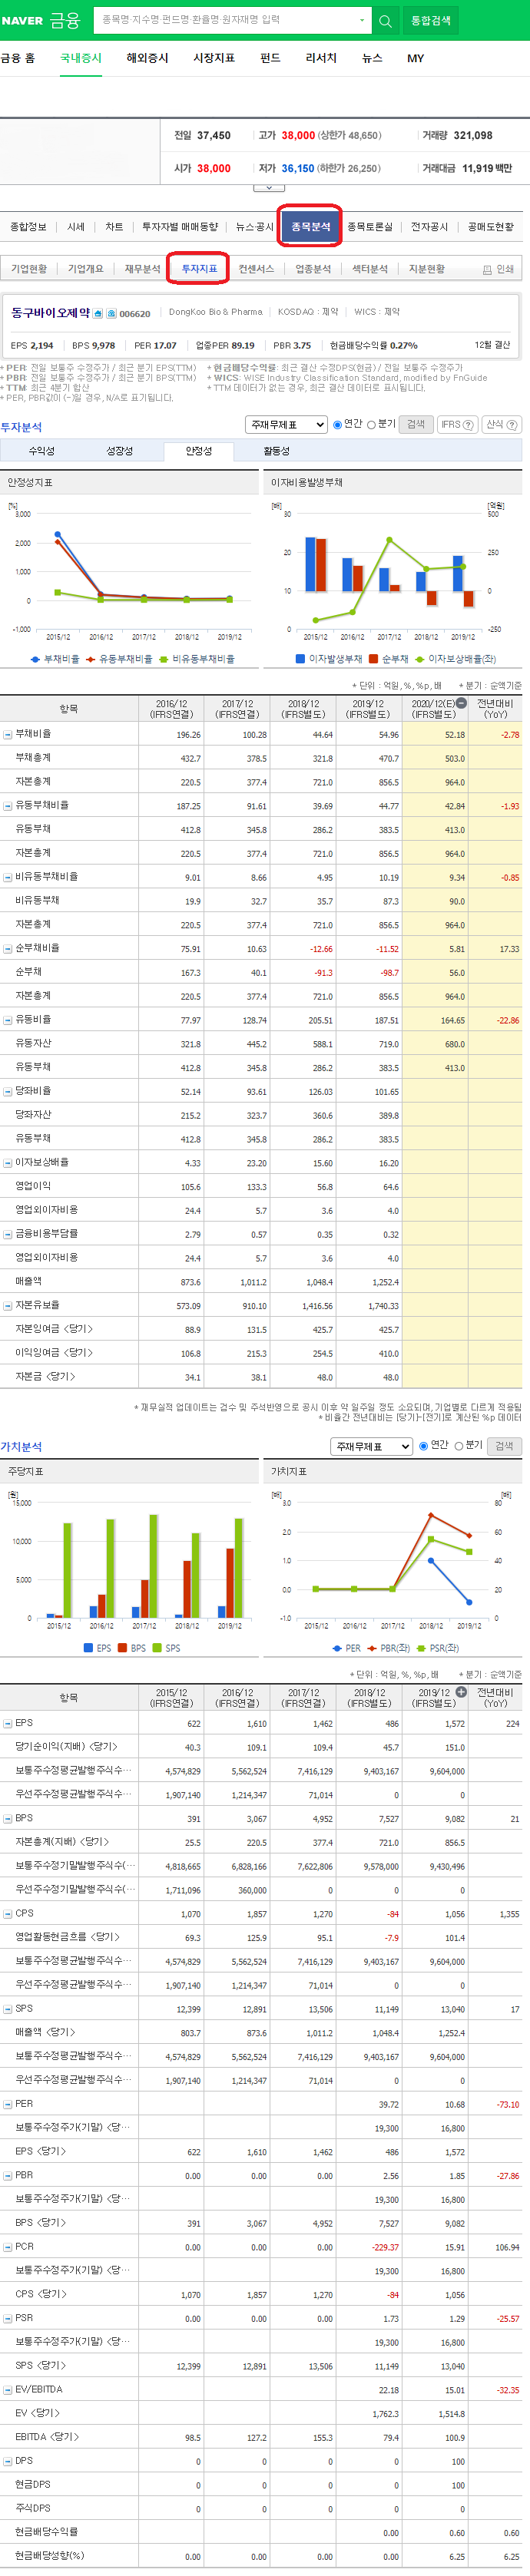 NAVER 금융
종목명·지수명·펀드명·환율명·원자재명 입력
통합검색
금융 홈 국내증시 해외증시 시장지표 펀드 리서치 뉴스 MY
전일 37,450 고가 38,000 (상한가 48,650) 거래량 321,098
시가 38,000 저가 36,150 (하한가 26,250) 거래대금 11,919 백만
종합정보 시세 차트 투자자별 매매동향 뉴스·공시 종목분석 종목토론실 전자공시 공매도현황
기업현황 기업개요 재무분석 투자지표 컨센서스 업종분석 섹터분석 지분현황 인쇄
동구바이오제약 006620 DongKoo Bio & Pharma KOSDAQ : 제약 WICS : 제약
EPS 2,194 BPS 9,978 PER 17.07 업종PER 89.19 PBR 3.75 현금배당수익률 0.27% 12월 결산
* PER: 전일 보통주 수정주가 / 최근 분기 EPS(TTM) * 현금배당수익률: 최근 결산 수정DPS(현금) / 전일 보통주 수정주가
* PBR: 전일 보통주 수정주가 / 최근 분기 BPS(TTM) * WICS: WISE Industry Classification Standard, modified by FnGuide
* TTM: 최근 4분기 합산 * TTM 데이터가 없는 경우, 최근 결산 데이터로 표시됩니다.
* PER, PBR값이 (-)일 경우, N/A로 표기됩니다.
투자분석 주재무제표 연간 분기 검색 IFRS ? 산식 ?
수익성 성장성 안정성 활동성
안정성지표
[%]
3,000
2,000
1,000
0
-1,000
2015/12 2016/12 2017/12 2018/12 2019/12
부채비율 유동부채비율 비유동부채비율
이자비용발생부채
[배] [억원]
30 500
20 250
10 0
0 -250
2015/12 2016/12 2017/12 2018/12 2019/12
이자발생부채 순부채 이자보상배율(좌)
* 단위 : 억원, %, %p, 배 * 분기 : 순액기준
항목 2016/12 (IFRS연결) 2017/12 (IFRS연결) 2018/12 (IFRS별도) 2019/12 (IFRS별도) 2020/12(E) (IFRS별도) 전년대비 (YoY)
부채비율 196.26 100.28 44.64 54.96 52.18 -2.78
부채총계 432.7 378.5 321.8 470.7 503.0
자본총계 220.5 377.4 721.0 856.5 964.0
유동부채비율 187.25 91.61 39.69 44.77 42.84 -1.93
유동부채 412.8 345.8 286.2 383.5 413.0
자본총계 220.5 377.4 721.0 856.5 964.0
비유동부채비율 9.01 8.66 4.95 10.19 9.34 -0.85
비유동부채 19.9 32.7 35.7 87.3 90.0
자본총계 220.5 377.4 721.0 856.5 964.0
순부채비율 75.91 10.63 -12.66 -11.52 5.81 17.33
순부채 167.3 40.1 -91.3 -98.7 56.0
자본총계 220.5 377.4 721.0 856.5 964.0
유동비율 77.97 128.74 205.51 187.51 164.65 -22.86
유동자산 321.8 445.2 588.1 719.0 680.0
유동부채 412.8 345.8 286.2 383.5 413.0
당좌비율 52.14 93.61 126.03 101.65
당좌자산 215.2 323.7 360.6 389.8
유동부채 412.8 345.8 286.2 383.5
이자보상배율 4.33 23.20 15.60 16.20
영업이익 105.6 133.3 56.8 64.6
영업외이자비용 24.4 5.7 3.6 4.0
금융비용부담률 2.79 0.57 0.35 0.32
영업외이자비용 24.4 5.7 3.6 4.0
매출액 873.6 1,011.2 1,048.4 1,252.4
자본유보율 573.09 910.10 1,416.56 1,740.33
자본잉여금 <당기> 88.9 131.5 425.7 425.7
이익잉여금 <당기> 106.8 215.3 254.5 410.0
자본금 <당기> 34.1 38.1 48.0 48.0
* 재무실적 업데이트는 검수 및 주석반영으로 공시 이후 약 일주일 정도 소요되며, 기업별로 다르게 적용됨
* 비율간 전년대비는 [당기]-[전기]로 계산된 %p 데이터
가치분석 주재무제표 연간 분기 검색
주당지표
[원]
15,000
10,000
5,000
0
2015/12 2016/12 2017/12 2018/12 2019/12
EPS BPS SPS
가치지표
[배] [배]
3.0 80
2.0 60
1.0 40
0.0 20
-1.0 0
2015/12 2016/12 2017/12 2018/12 2019/12
PER PBR(좌) PSR(좌)
* 단위 : 억원, %, %p, 배 * 분기 : 순액기준
항목 2015/12 (IFRS연결) 2016/12 (IFRS연결) 2017/12 (IFRS연결) 2018/12 (IFRS별도) 2019/12 (IFRS별도) 전년대비 (YoY)
EPS 622 1,610 1,462 486 1,572 224
당기순이익(지배) <당기> 40.3 109.1 109.4 45.7 151.0
보통주수정평균발행주식수… 4,574,829 5,562,524 7,416,129 9,403,167 9,604,000
우선주수정평균발행주식수… 1,907,140 1,214,347 71,014 0 0
BPS 391 3,067 4,952 7,527 9,082 21
자본총계(지배) <당기> 25.5 220.5 377.4 721.0 856.5
보통주수정기말발행주식수(… 4,818,665 6,828,166 7,622,806 9,578,000 9,430,496
우선주수정기말발행주식수(… 1,711,096 360,000 0 0 0
CPS 1,070 1,857 1,270 -84 1,056 1,355
영업활동현금흐름 <당기> 69.3 125.9 95.1 -7.9 101.4
보통주수정평균발행주식수… 4,574,829 5,562,524 7,416,129 9,403,167 9,604,000
우선주수정평균발행주식수… 1,907,140 1,214,347 71,014 0 0
SPS 12,399 12,891 13,506 11,149 13,040 17
매출액 <당기> 803.7 873.6 1,011.2 1,048.4 1,252.4
보통주수정평균발행주식수… 4,574,829 5,562,524 7,416,129 9,403,167 9,604,000
우선주수정평균발행주식수… 1,907,140 1,214,347 71,014 0 0
PER 39.72 10.68 -73.10
보통주수정주가(기말) <당… 19,300 16,800
EPS <당기> 622 1,610 1,462 486 1,572
PBR 0.00 0.00 0.00 2.56 1.85 -27.86
보통주수정주가(기말) <당… 19,300 16,800
BPS <당기> 391 3,067 4,952 7,527 9,082
PCR 0.00 0.00 0.00 -229.37 15.91 106.94
보통주수정주가(기말) <당… 19,300 16,800
CPS <당기> 1,070 1,857 1,270 -84 1,056
PSR 0.00 0.00 0.00 1.73 1.29 -25.57
보통주수정주가(기말) <당… 19,300 16,800
SPS <당기> 12,399 12,891 13,506 11,149 13,040
EV/EBITDA 22.18 15.01 -32.35
EV <당기> 1,762.3 1,514.8
EBITDA <당기> 98.5 127.2 155.3 79.4 100.9
DPS 0 0 0 0 100
현금DPS 0 0 0 0 100
주식DPS 0 0 0 0 0
현금배당수익률 0.00 0.60 0.60
현금배당성향(%) 0.00 0.00 0.00 0.00 6.25 6.25